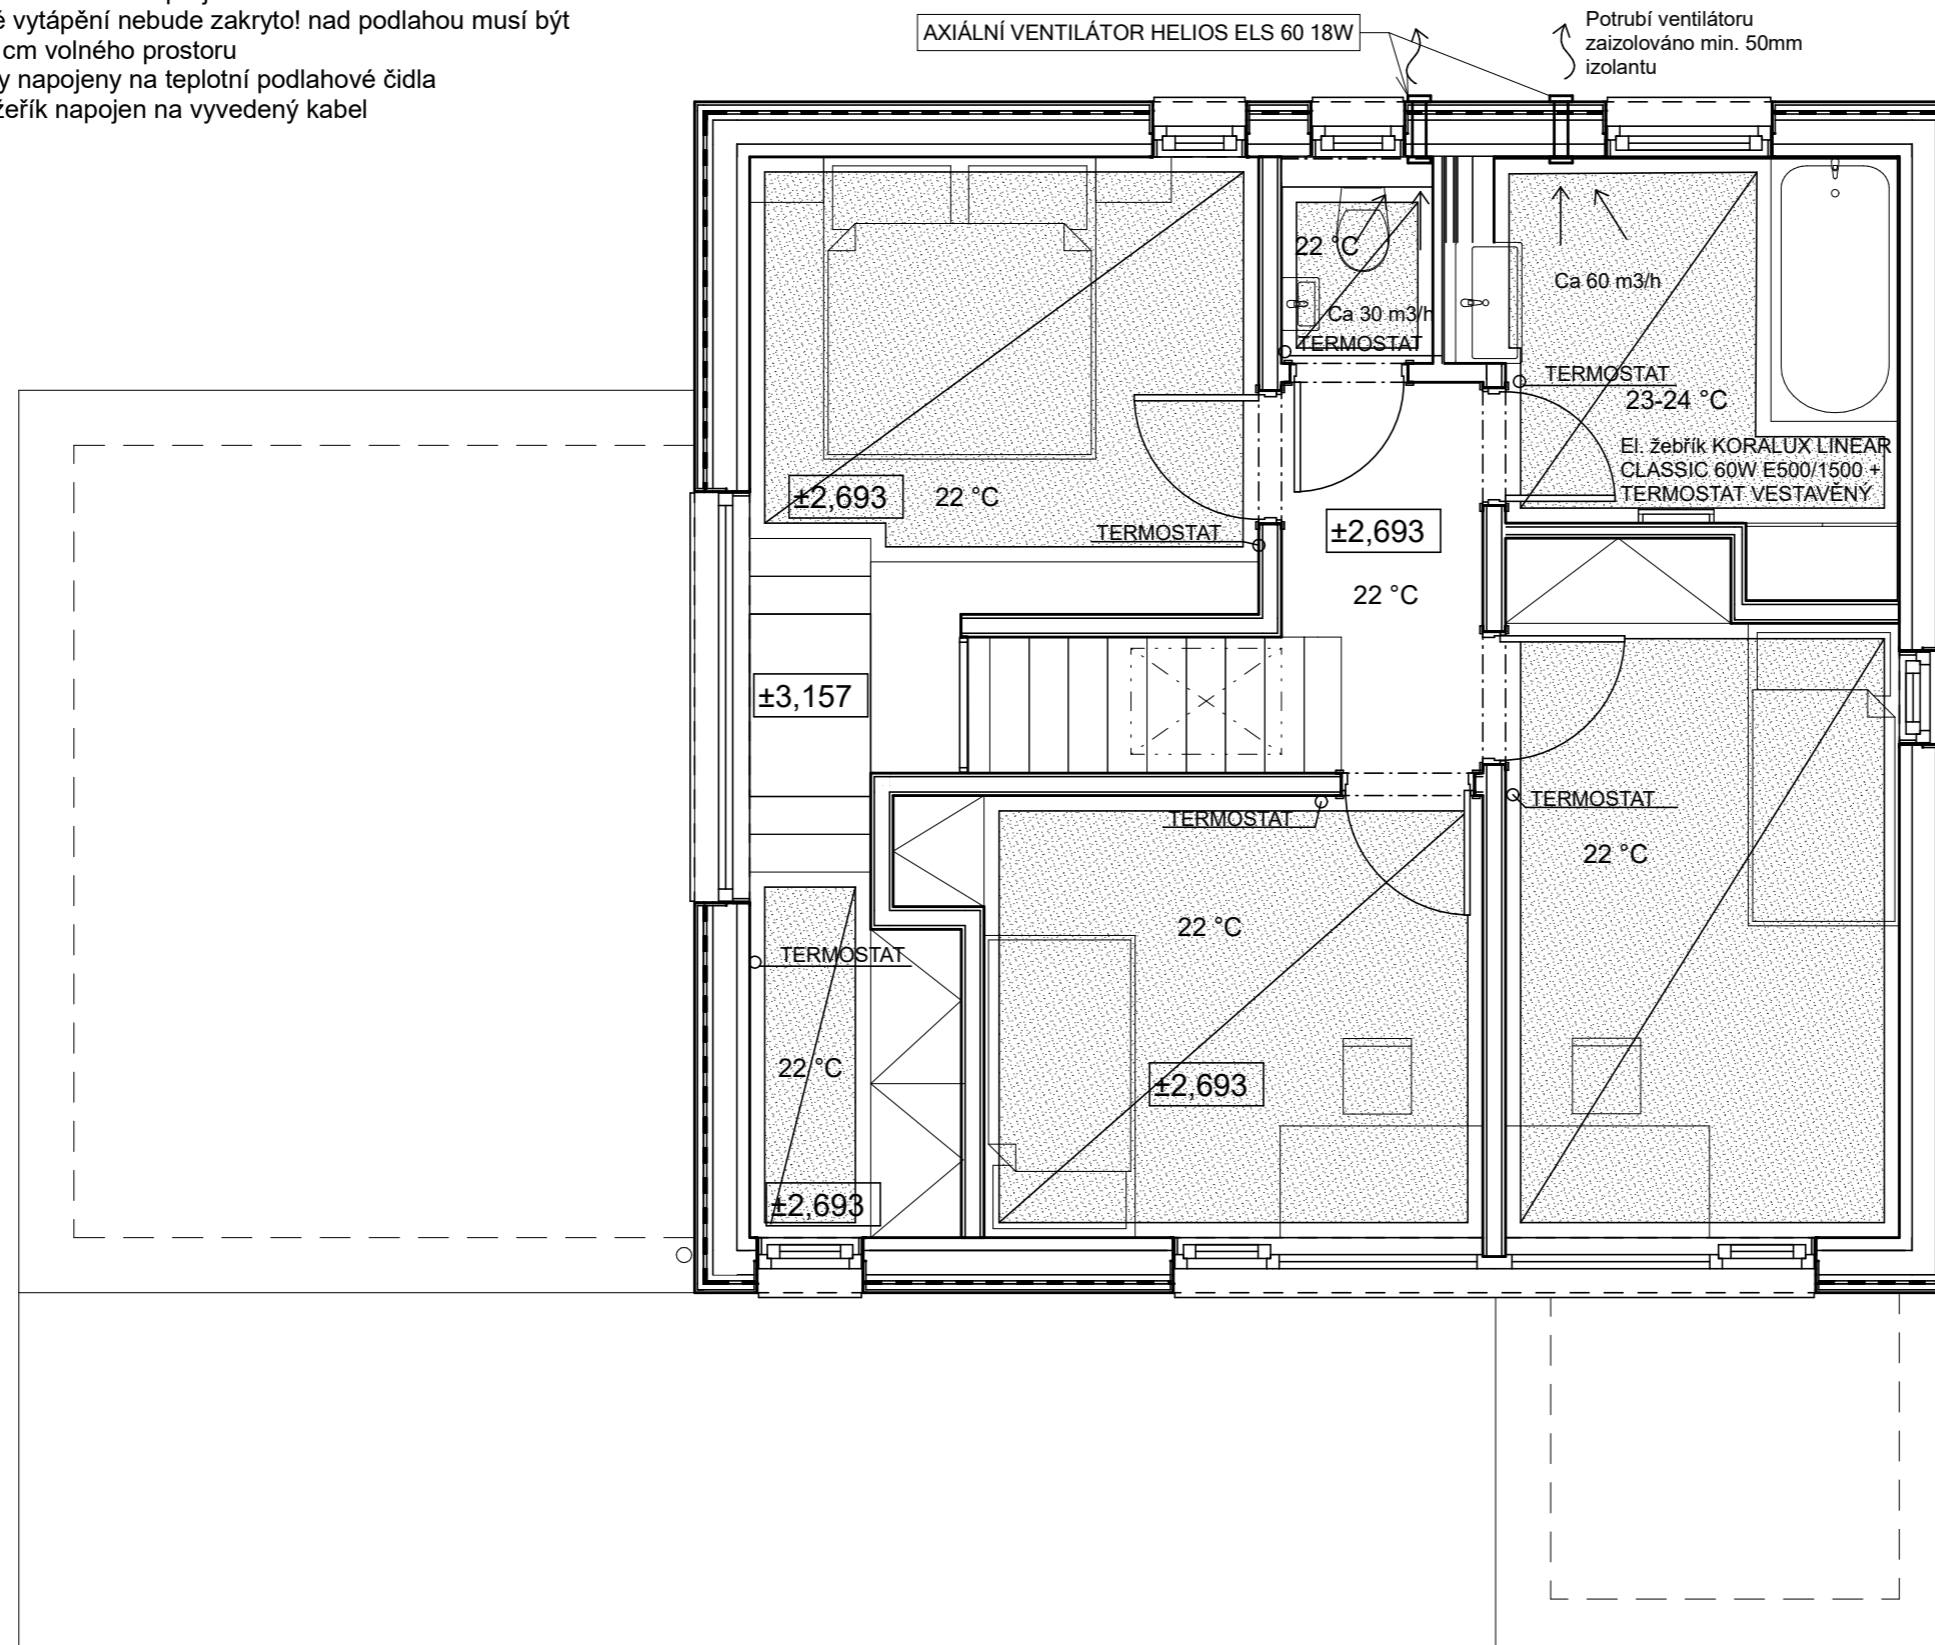 vytápění nebude zakryto! nad podlahou musí být
cm volného prostoru
napojeny na teplotní podlahové čidla
napojen na vyvedený kabel
AXIÁLNÍ VENTILÁTOR HELIOS ELS 60 18W
Potrubí ventilátoru
zaizolováno min. 50mm
izolantu
22 °C
Ca 30 m3/h
TERMOSTAT
Ca 60 m3/h
TERMOSTAT
23-24 °C
El. žebřík KORALUX LINEAR
CLASSIC 60W E500/1500 +
TERMOSTAT VESTAVĚNÝ
±2,693
22 °C
TERMOSTAT
±2,693
22 °C
±3,157
TERMOSTAT
TERMOSTAT
22 °C
22 °C
TERMOSTAT
22 °C
±2,693
±2,693